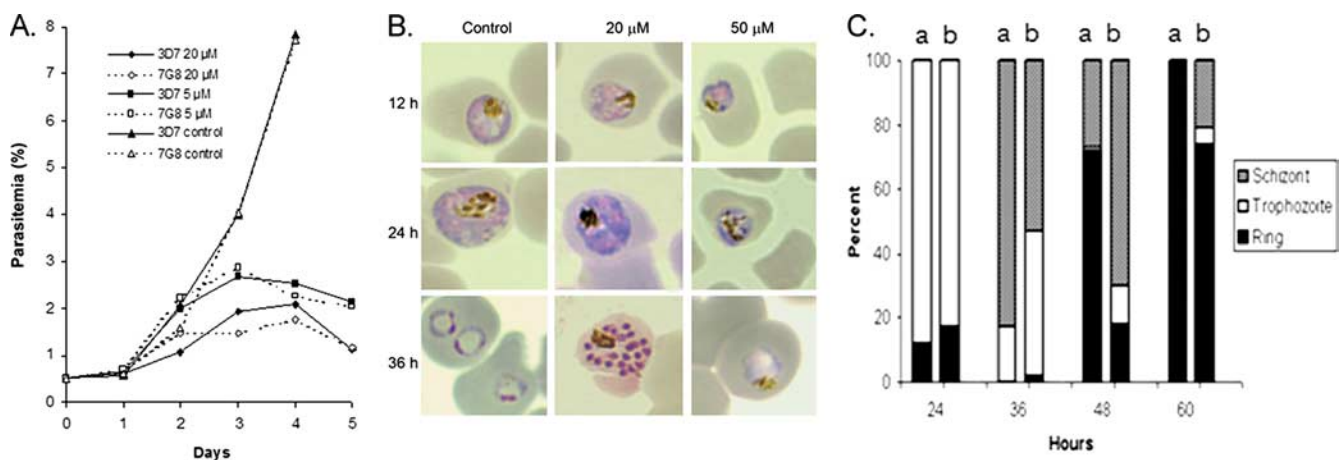 A.
Parasitemia (%)
8
7
6
5
4
3
2
1
0
3D7 20 µM
7G8 20 µM
3D7 5 µM
7G8 5 µM
3D7 control
7G8 control
0 1 2 3 4 5
Days
B.
Control 20 µM 50 µM
12 h
24 h
36 h
C.
a b a b a b a b
Percent
100
80
60
40
20
0
24 36 48 60
Hours
Schizont
Trophozoite
Ring